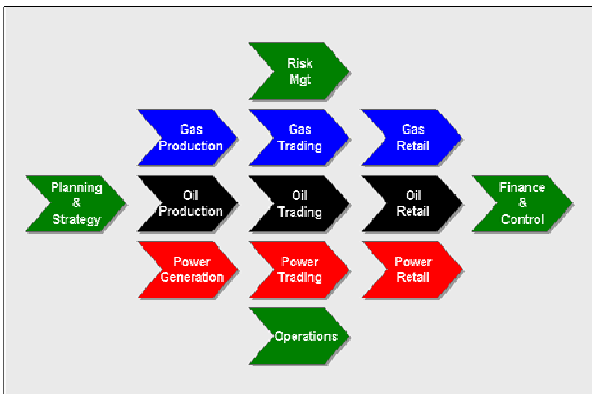 Risk
Mgt
Gas
Production
Gas
Trading
Gas
Retail
Planning
&
Strategy
Oil
Production
Oil
Trading
Oil
Retail
Finance
&
Control
Power
Generation
Power
Trading
Power
Retail
Operations